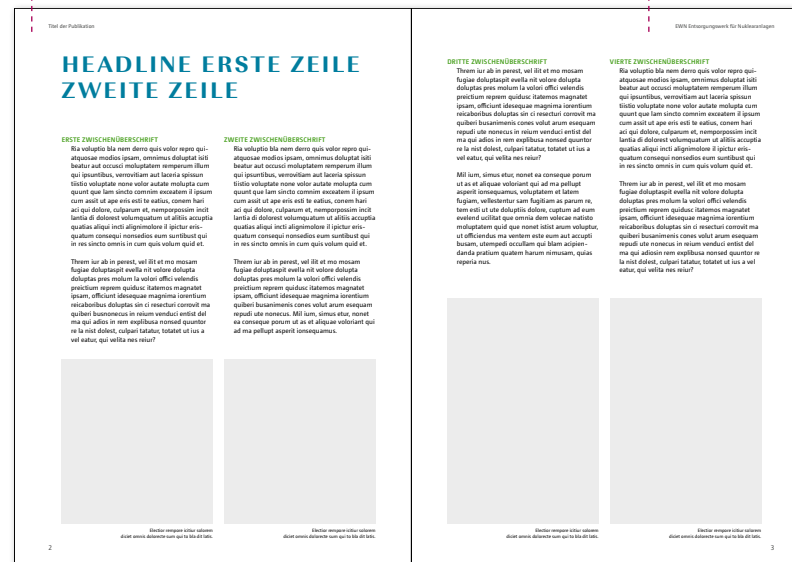 Titel der Publikation
HEADLINE ERSTE ZEILE
ZWEITE ZEILE
ERSTE ZWISCHENÜBERSCHRIFT
Ria voluptio bla nem derro quis volor repro qui-
atquosae modios ipsam, omnimus doluptat isiti
beatur aut occusci moluptatem remperum illum
qui ipsuntibus, verrovitiam aut laceria sipsun
tiistio voluptate none volor autate molupta cum
quunt que lam sincto comnim exceatem il ipsum
cum assit ut ape eris esti te eatius, conem hari
aci qui dolore, culparum et, nemporpossim incit
lantia di dolorest volumquatum ut alitiis accuptia
quatias aliqui incti alignimolore il ipictur eris-
quatum consequi nonsedios eum suntibust qui
in res sincto omnis in cum quis volum quid et.
Threm iur ab in perest, vel ilit et mo mosam
fugiae doluptaspit evella nit volore dolupta
doluptas pres molum la volori offici velendis
preictium reprem quidusc itatemos magnatet
ipsam, officiunt idesequae magnima iorentium
reicaboribus doluptas sin ci resecturi corrovit ma
quiberi busnonecus in reium venduci entist del
ma qui adios in rem explibusa nonsed quuntor
re la nist dolest, culpari tatatur, totatet ut ius a
vel eatur, qui velita nes reiur?
ZWEITE ZWISCHENÜBERSCHRIFT
Ria voluptio bla nem derro quis volor repro qui-
atquosae modios ipsam, omnimus doluptat isiti
beatur aut occusci moluptatem remperum illum
qui ipsuntibus, verrovitiam aut laceria sipsun
tiistio voluptate none volor autate molupta cum
quunt que lam sincto comnim exceatem il ipsum
cum assit ut ape eris esti te eatius, conem hari
aci qui dolore, culparum et, nemporpossim incit
lantia di dolorest volumquatum ut alitiis accuptia
quatias aliqui incti alignimolore il ipictur eris-
quatum consequi nonsedios eum suntibust qui
in res sincto omnis in cum quis volum quid et.
Threm iur ab in perest, vel ilit et mo mosam
fugiae doluptaspit evella nit volore dolupta
doluptas pres molum la volori offici velendis
preictium reprem quidusc itatemos magnatet
ipsam, officiunt idesequae magnima iorentium
reicaboribus doluptas sin ci resecturi corrovit ma
quiberi busanimenis cones volut arum esequam
repudi ute nonecus. Mil ium, simus etur, nonet
ea conseque porum ut as et aliquae voloriant qui
ad ma pellupt asperit ionsequamus.
Electior rempore icitiur solorem
diciet omnis dolorecte sum qui to bla dit latis.
Electior rempore icitiur solorem
diciet omnis dolorecte sum qui to bla dit latis.
2
EWN Entsorgungswerk für Nuklearanlagen
DRITTE ZWISCHENÜBERSCHRIFT
Threm iur ab in perest, vel ilit et mo mosam
fugiae doluptaspit evella nit volore dolupta
doluptas pres molum la volori offici velendis
preictium reprem quidusc itatemos magnatet
ipsam, officiunt idesequae magnima iorentium
reicaboribus doluptas sin ci resecturi corrovit ma
quiberi busanimenis cones volut arum esequam
repudi ute nonecus in reium venduci entist del
ma qui adios in rem explibusa nonsed quuntor
re la nist dolest, culpari tatatur, totatet ut ius a
vel eatur, qui velita nes reiur?
Mil ium, simus etur, nonet ea conseque porum
ut as et aliquae voloriant qui ad ma pellupt
asperit ionsequamus, voluptatem et latem
fugiam, vellestentur sam fugitiam as parum re,
tem esti ut ute doluptiis dolore, cuptum ad eum
evelend ucilitat que omnia dem volecae natisto
moluptatem quid que nonet istist arum voluptur,
ut officiendus ma ventem este eum aut accupti
busam, utempedi occullam qui blam acipien-
danda pratium quatem harum nimusam, quias
reperia nus.
VIERTE ZWISCHENÜBERSCHRIFT
Ria voluptio bla nem derro quis volor repro qui-
atquosae modios ipsam, omnimus doluptat isiti
beatur aut occusci moluptatem remperum illum
qui ipsuntibus, verrovitiam aut laceria sipsun
tiistio voluptate none volor autate molupta cum
quunt que lam sincto comnim exceatem il ipsum
cum assit ut ape eris esti te eatius, conem hari
aci qui dolore, culparum et, nemporpossim incit
lantia di dolorest volumquatum ut alitiis accuptia
quatias aliqui incti alignimolore il ipictur eris-
quatum consequi nonsedios eum suntibust qui
in res sincto omnis in cum quis volum quid et.
Threm iur ab in perest, vel ilit et mo mosam
fugiae doluptaspit evella nit volore dolupta
doluptas pres molum la volori offici velendis
preictium reprem quidusc itatemos magnatet
ipsam, officiunt idesequae magnima iorentium
reicaboribus doluptas sin ci resecturi corrovit ma
quiberi busanimenis cones volut arum esequam
repudi ute nonecus in reium venduci entist del
ma qui adiosin rem explibusa nonsed quuntor re
la nist dolest, culpari tatatur, totatet ut ius a vel
eatur, qui velita nes reiur?
Electior rempore icitiur solorem
diciet omnis dolorecte sum qui to bla dit latis.
Electior rempore icitiur solorem
diciet omnis dolorecte sum qui to bla dit latis.
3